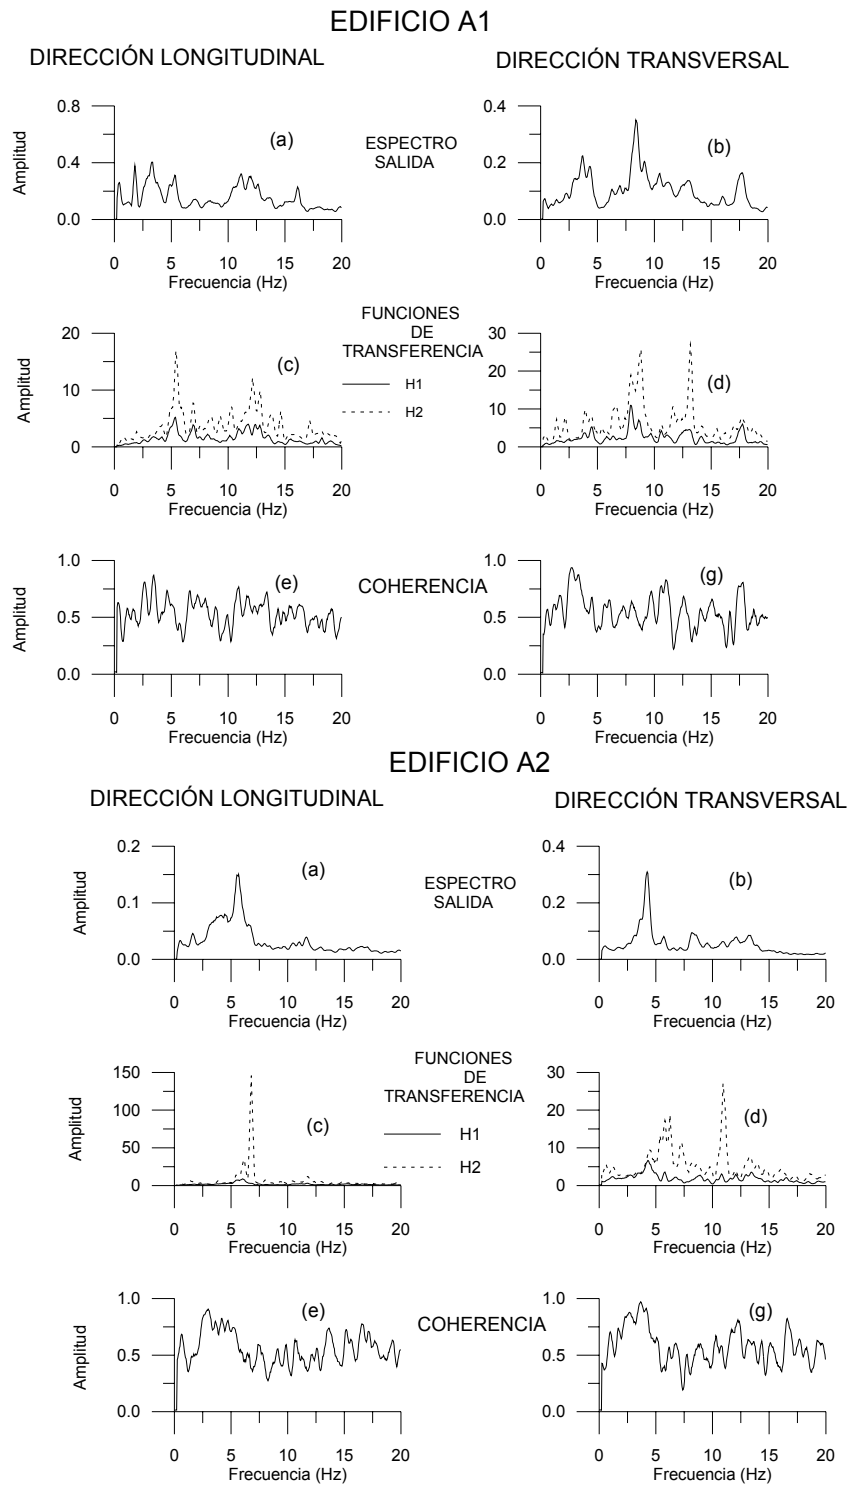 EDIFICIO A1
DIRECCIÓN LONGITUDINAL
DIRECCIÓN TRANSVERSAL
Amplitud
0.8
0.4
0.0
(a)
0 5 10 15 20
Frecuencia (Hz)
ESPECTRO
SALIDA
0.4
0.2
0.0
(b)
0 5 10 15 20
Frecuencia (Hz)
Amplitud
20
10
0
(c)
0 5 10 15 20
Frecuencia (Hz)
FUNCIONES
DE
TRANSFERENCIA
H1
H2
30
20
10
0
(d)
0 5 10 15 20
Frecuencia (Hz)
Amplitud
1.0
0.5
0.0
(e)
0 5 10 15 20
Frecuencia (Hz)
COHERENCIA
1.0
0.5
0.0
(g)
0 5 10 15 20
Frecuencia (Hz)
EDIFICIO A2
DIRECCIÓN LONGITUDINAL
DIRECCIÓN TRANSVERSAL
Amplitud
0.2
0.1
0.0
(a)
0 5 10 15 20
Frecuencia (Hz)
ESPECTRO
SALIDA
0.4
0.2
0.0
(b)
0 5 10 15 20
Frecuencia (Hz)
Amplitud
150
100
50
0
(c)
0 5 10 15 20
Frecuencia (Hz)
FUNCIONES
DE
TRANSFERENCIA
H1
H2
30
20
10
0
(d)
0 5 10 15 20
Frecuencia (Hz)
Amplitud
1.0
0.5
0.0
(e)
0 5 10 15 20
Frecuencia (Hz)
COHERENCIA
1.0
0.5
0.0
(g)
0 5 10 15 20
Frecuencia (Hz)